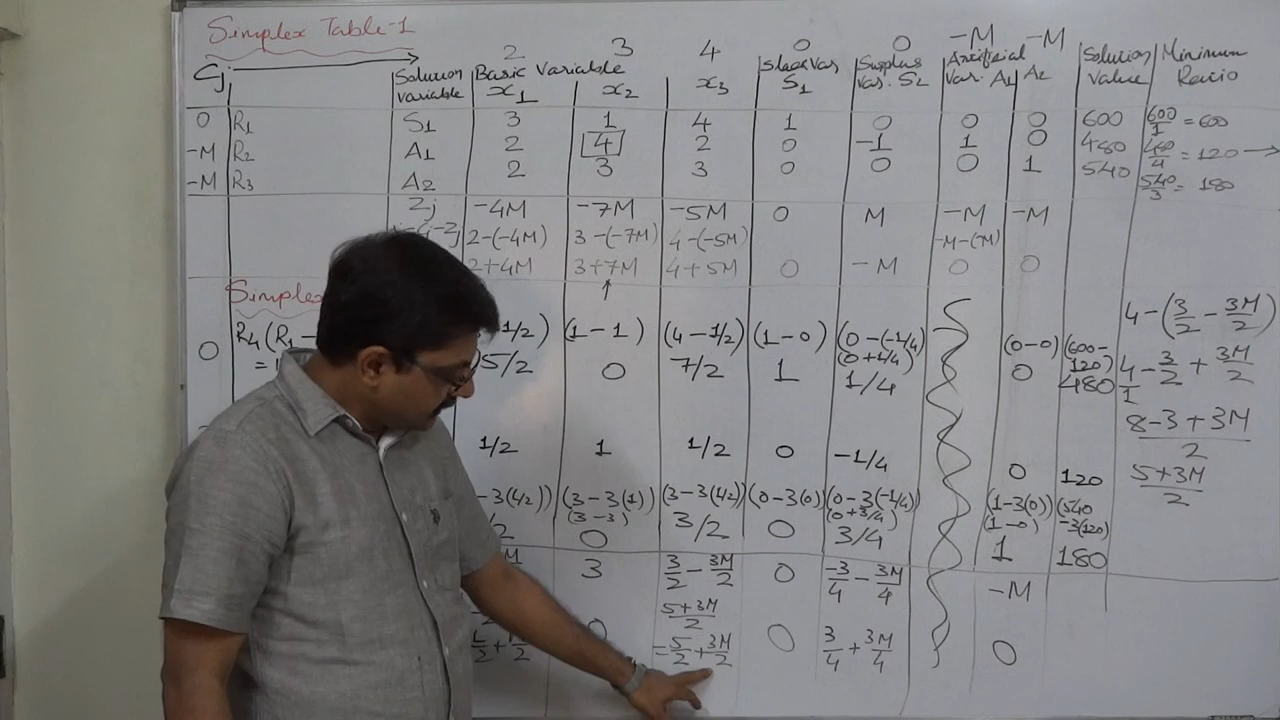 Simplex Table-1
2 3 4 0 0 -M -M
Cj Solution Variable Basic Variable Slack Var. Surplus Var. S2 Artificial Var. A1 A2 Solution Value Minimum Racio
x1 x2 x3 S1
0 R1 S1 3 1 4 1 0 0 0 600 600/1 = 600
-M R2 A1 2 4 2 0 -1 1 0 480 480/4 = 120 →
-M R3 A2 2 3 3 0 0 0 1 540 540/3 = 180
Zj -4M -7M -5M 0 M -M -M
2-(-4M) 3-(-7M) 4-(-5M) -M-(-M)
2+4M 3+7M 4+5M 0 -M 0 0
↑
Simplex
0 R4 (R1 - 1/2) (1-1) (4-1/2) (1-0) (0-(-1/4) (0-0) (600-
(0+1/4) 120)
5/2 0 7/2 1 1/4 0 480
1/2 1 1/2 0 -1/4 0 120
-3(1/2)) (3-3(1)) (3-3(1/2)) (0-3(0)) (0-3(-1/4)) (1-3(0)) (540
(3-3) (0+3/4) (1-0) -3(120)
/2 0 3/2 0 3/4 1 180
3 3/2 - 3M/2 0 -3/4 - 3M/4 -M
5+3M/2
0 = 5/2 + 3M/2 0 3/4 + 3M/4 0
4 - (3/2 - 3M/2)
4/1 - 3/2 + 3M/2
8-3+3M/2
5+3M/2